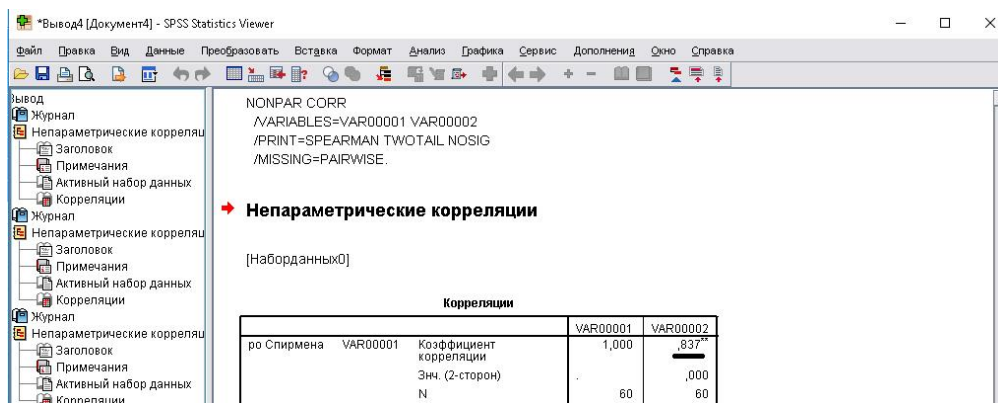 *Вывод4 [Документ4] - SPSS Statistics Viewer
Файл Правка Вид Данные Преобразовать Вставка Формат Анализ Графика Сервис Дополнения Окно Справка
Вывод
Журнал
Непараметрические корреляц
Заголовок
Примечания
Активный набор данных
Корреляции
Журнал
Непараметрические корреляц
Заголовок
Примечания
Активный набор данных
Корреляции
Журнал
Непараметрические корреляц
Заголовок
Примечания
Активный набор данных
Корреляции
NONPAR CORR
/VARIABLES=VAR00001 VAR00002
/PRINT=SPEARMAN TWOTAIL NOSIG
/MISSING=PAIRWISE.
Непараметрические корреляции
[Наборданных0]
Корреляции
VAR00001 VAR00002
ро Спирмена VAR00001 Коэффициент корреляции 1,000 ,837**
Знч. (2-сторон) . ,000
N 60 60